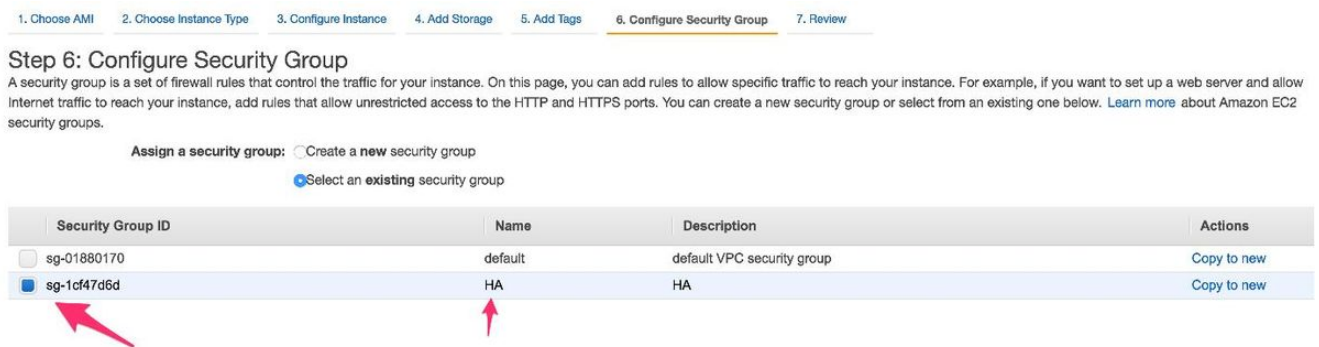 1. Choose AMI 2. Choose Instance Type 3. Configure Instance 4. Add Storage 5. Add Tags 6. Configure Security Group 7. Review
Step 6: Configure Security Group
A security group is a set of firewall rules that control the traffic for your instance. On this page, you can add rules to allow specific traffic to reach your instance. For example, if you want to set up a web server and allow
Internet traffic to reach your instance, add rules that allow unrestricted access to the HTTP and HTTPS ports. You can create a new security group or select from an existing one below. Learn more about Amazon EC2
security groups.
Assign a security group: Create a new security group
Select an existing security group
Security Group ID Name Description Actions
sg-01880170 default default VPC security group Copy to new
sg-1cf47d6d HA HA Copy to new